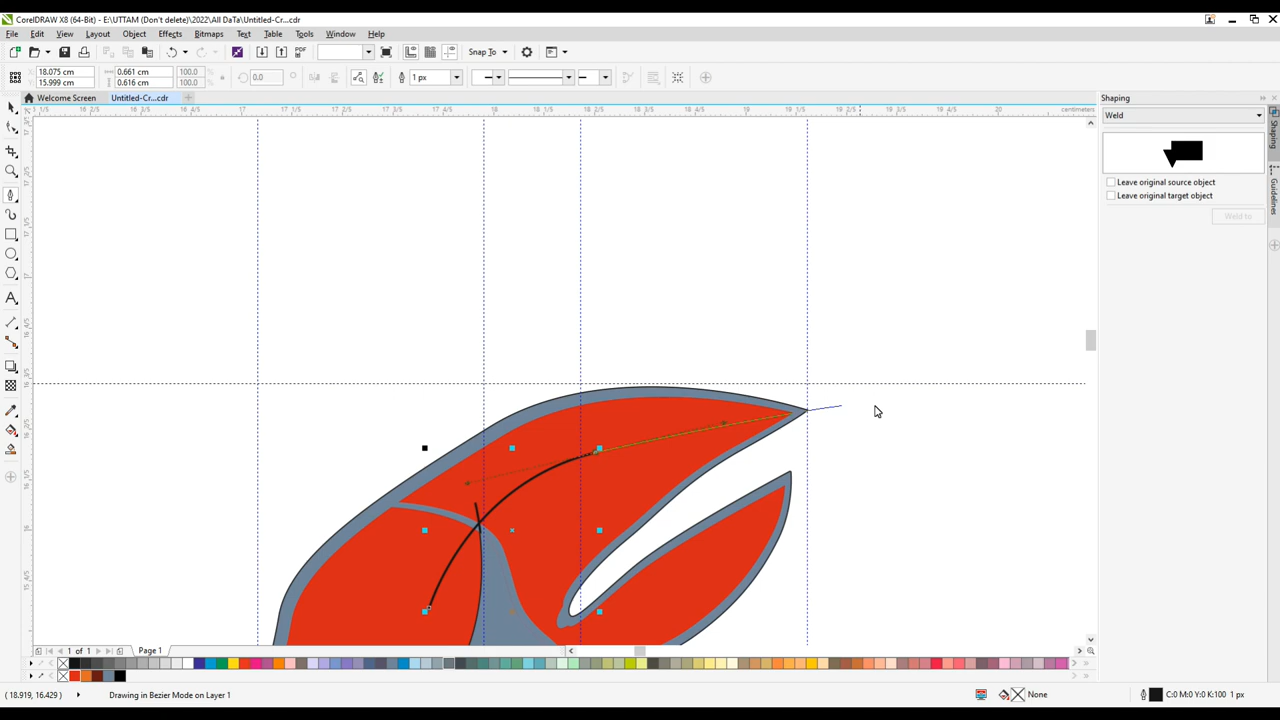 CorelDRAW X8 (64-Bit) - E:\UTTAM (Don't delete)\2022\All DaTa\Untitled-Cr...cdr
File Edit View Layout Object Effects Bitmaps Text Table Tools Window Help
PDF Snap To
X: 18.075 cm 0.661 cm 100.0 % 0.0 ° 1 px
Y: 15.999 cm 0.616 cm 100.0 %
Welcome Screen Untitled-Cr...cdr
Shaping
centimeters
Weld
Leave original source object
Leave original target object
Weld to
Shaping
Guidelines
1 of 1 Page 1
( 18.919, 16.429 ) Drawing in Bezier Mode on Layer 1 None C:0 M:0 Y:0 K:100 1 px